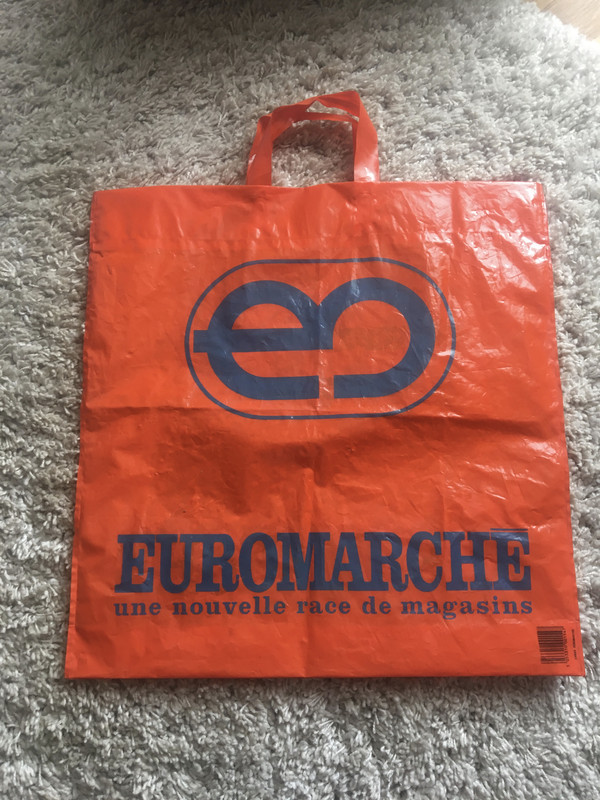 EUROMARCHÉ
une nouvelle race de magasins